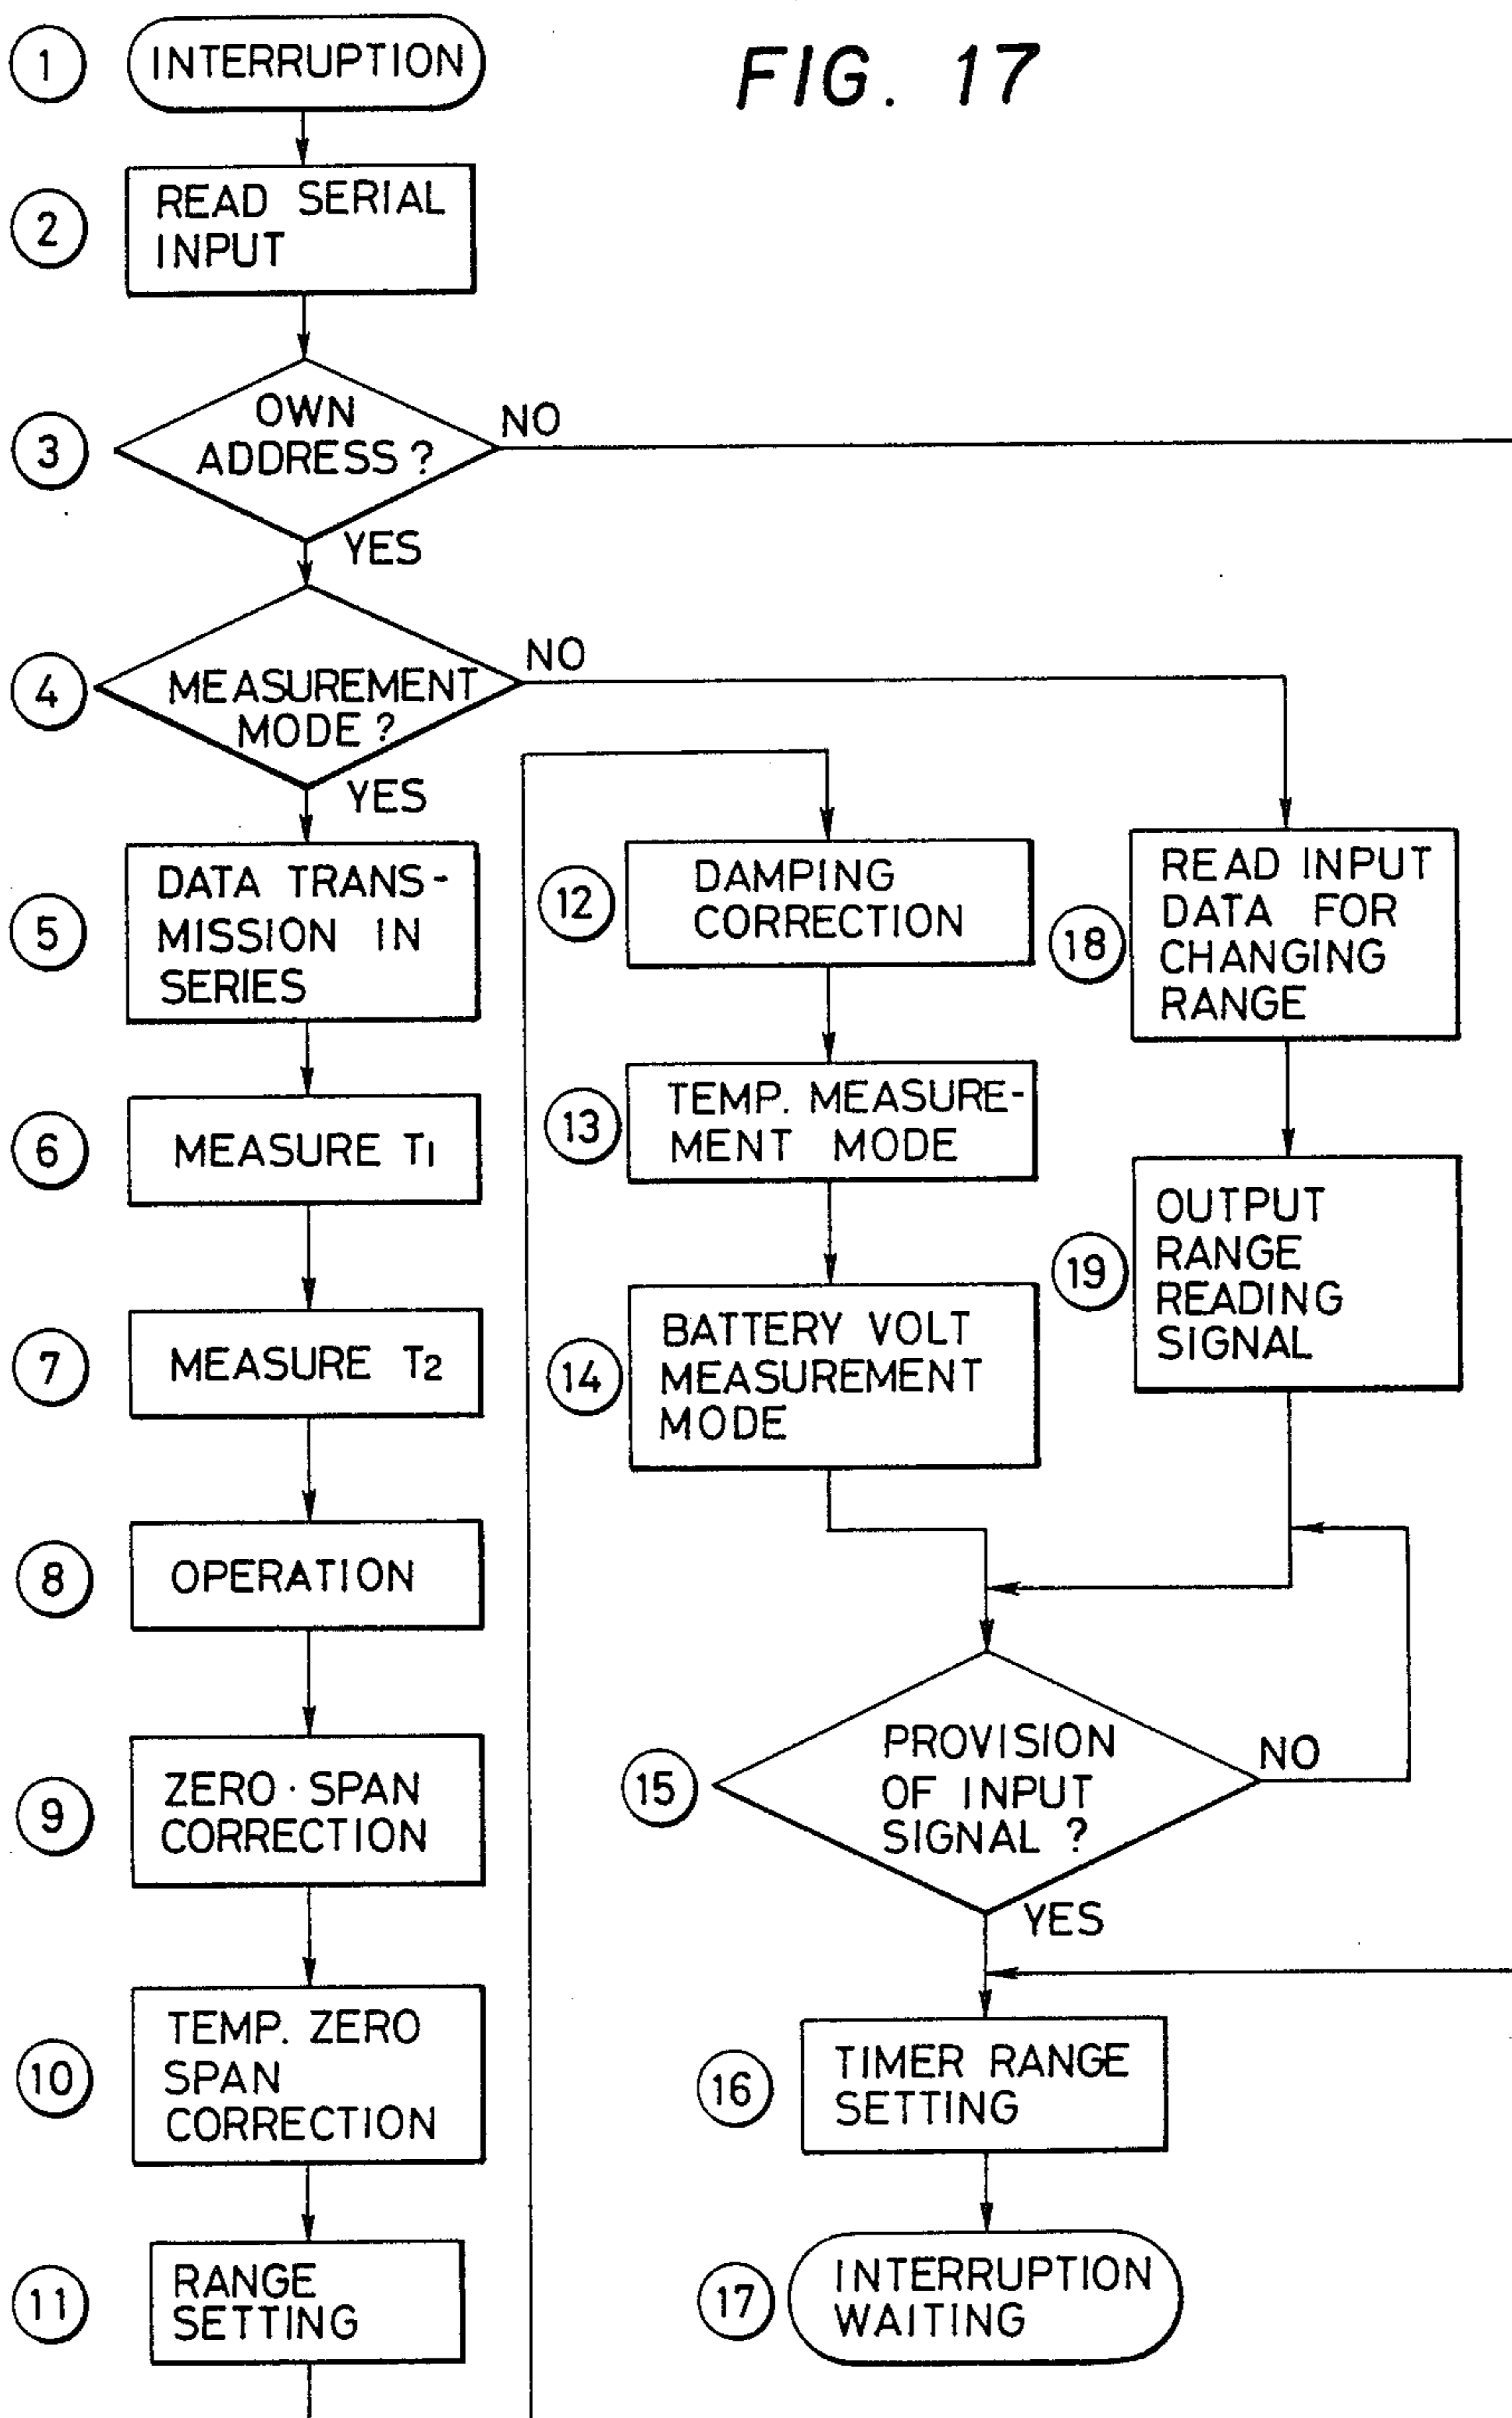 FIG. 17
1
INTERRUPTION
2
READ SERIAL
INPUT
3
OWN
ADDRESS?
NO
YES
4
MEASUREMENT
MODE?
NO
YES
5
DATA TRANS-
MISSION IN
SERIES
6
MEASURE T1
7
MEASURE T2
8
OPERATION
9
ZERO · SPAN
CORRECTION
10
TEMP. ZERO
SPAN
CORRECTION
11
RANGE
SETTING
12
DAMPING
CORRECTION
13
TEMP. MEASURE-
MENT MODE
14
BATTERY VOLT
MEASUREMENT
MODE
18
READ INPUT
DATA FOR
CHANGING
RANGE
19
OUTPUT
RANGE
READING
SIGNAL
15
PROVISION
OF INPUT
SIGNAL ?
NO
YES
16
TIMER RANGE
SETTING
17
INTERRUPTION
WAITING